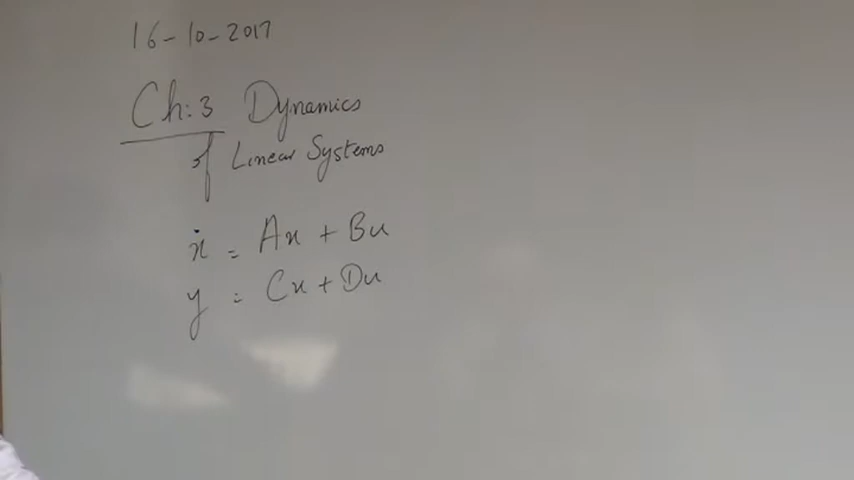 16-10-2017
Ch:3 Dynamics
of Linear Systems
ẋ = Ax + Bu
y = Cx + Du